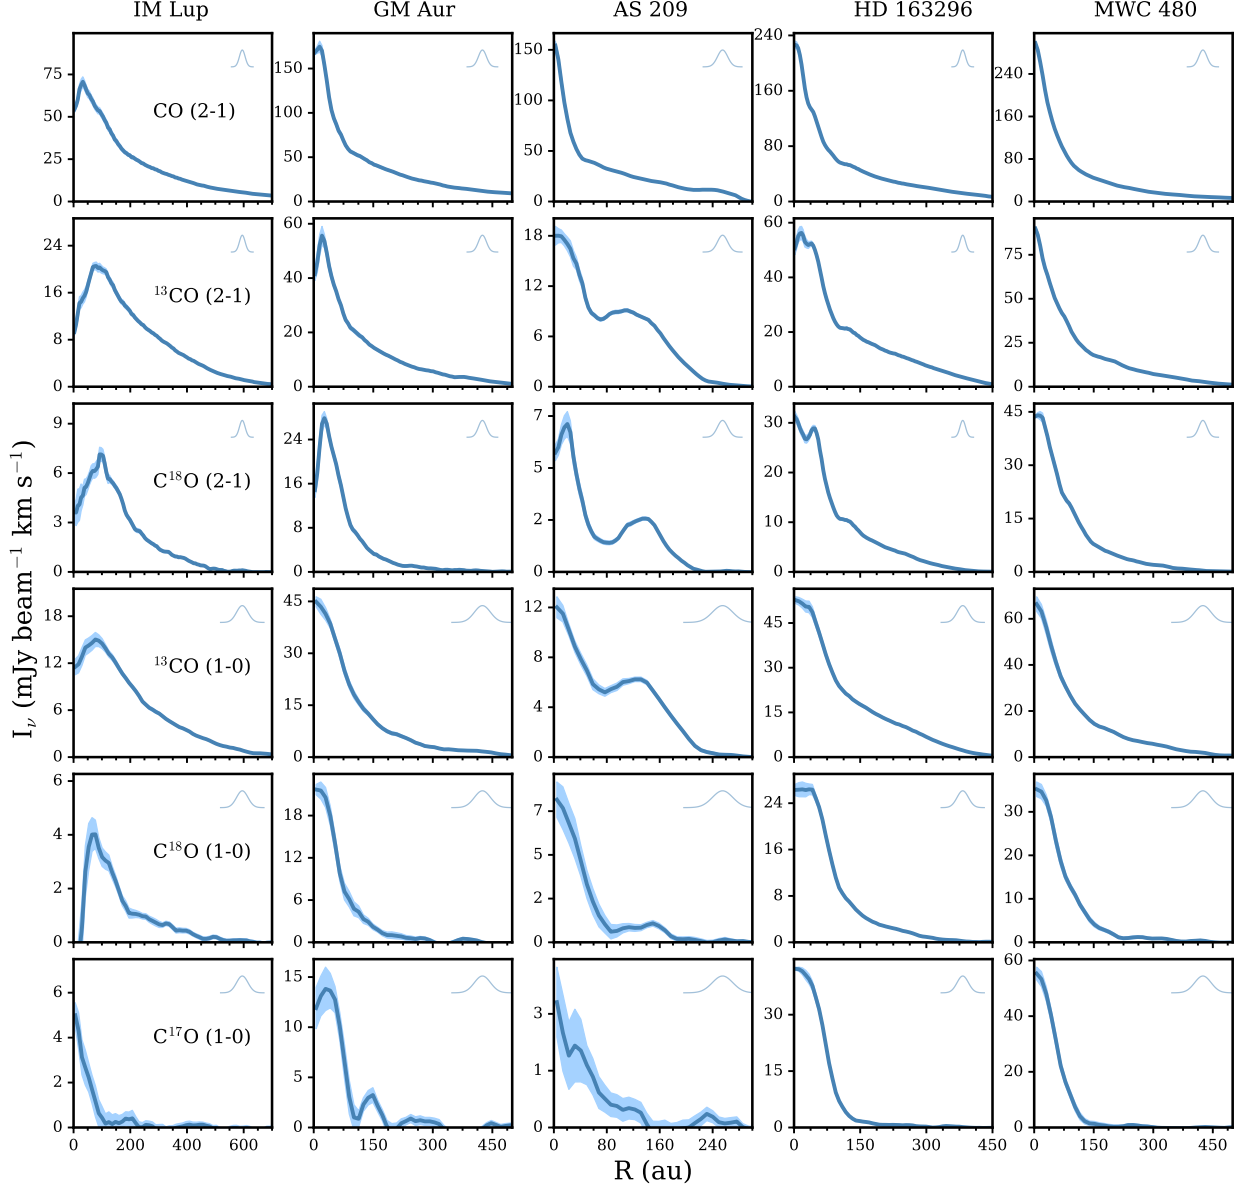 IM Lup GM Aur AS 209 HD 163296 MWC 480
75 50 25 0 CO (2-1)
150 100 50 0
150 100 50 0
240 160 80 0
240 160 80 0
24 16 8 0 ¹³CO (2-1)
60 40 20 0
18 12 6 0
60 40 20 0
75 50 25 0
9 6 3 0 C¹⁸O (2-1)
24 16 8 0
7 5 2 0
30 20 10 0
45 30 15 0
18 12 6 0 ¹³CO (1-0)
45 30 15 0
12 8 4 0
45 30 15 0
60 40 20 0
6 4 2 0 C¹⁸O (1-0)
18 12 6 0
7 5 2 0
24 16 8 0
30 20 10 0
6 4 2 0 C¹⁷O (1-0)
15 10 5 0
3 1 0
30 15 0
60 40 20 0
0 200 400 600
0 150 300 450
0 80 160 240
0 150 300 450
0 150 300 450
R (au)
I_ν (mJy beam⁻¹ km s⁻¹)